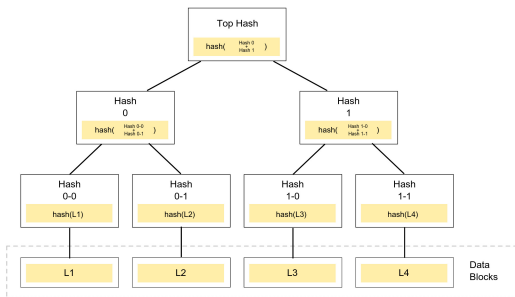 Top Hash
hash( Hash 0 + Hash 1 )
Hash
0
hash( Hash 0-0 + Hash 0-1 )
Hash
1
hash( Hash 1-0 + Hash 1-1 )
Hash
0-0
hash(L1)
Hash
0-1
hash(L2)
Hash
1-0
hash(L3)
Hash
1-1
hash(L4)
L1
L2
L3
L4
Data
Blocks